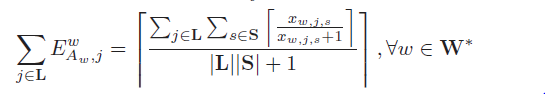 $$\sum_{j\in\mathbf{L}} E^{w}_{A_w,j} = \left\lceil \frac{\sum_{j\in\mathbf{L}} \sum_{s\in\mathbf{S}} \left\lceil \frac{x_{w,j,s}}{x_{w,j,s}+1} \right\rceil}{|\mathbf{L}||\mathbf{S}|+1} \right\rceil, \forall w \in \mathbf{W}^*$$